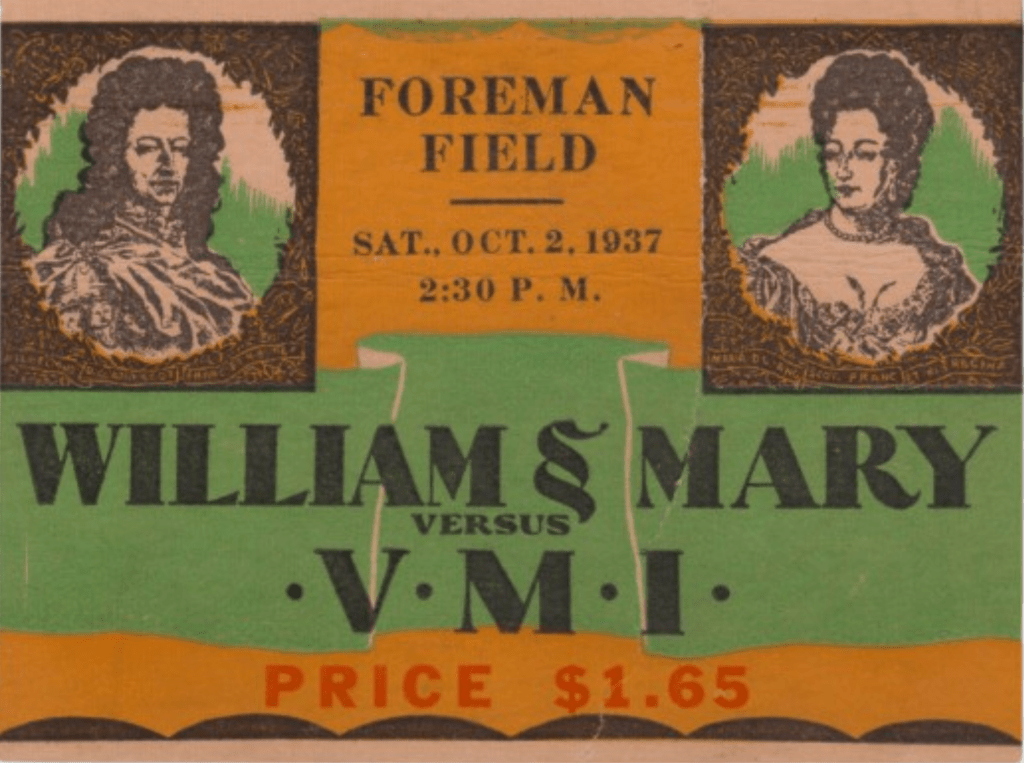 FOREMAN
FIELD
SAT., OCT. 2, 1937
2:30 P. M.
WILLIAM § MARY
VERSUS
·V·M·I·
PRICE $1.65